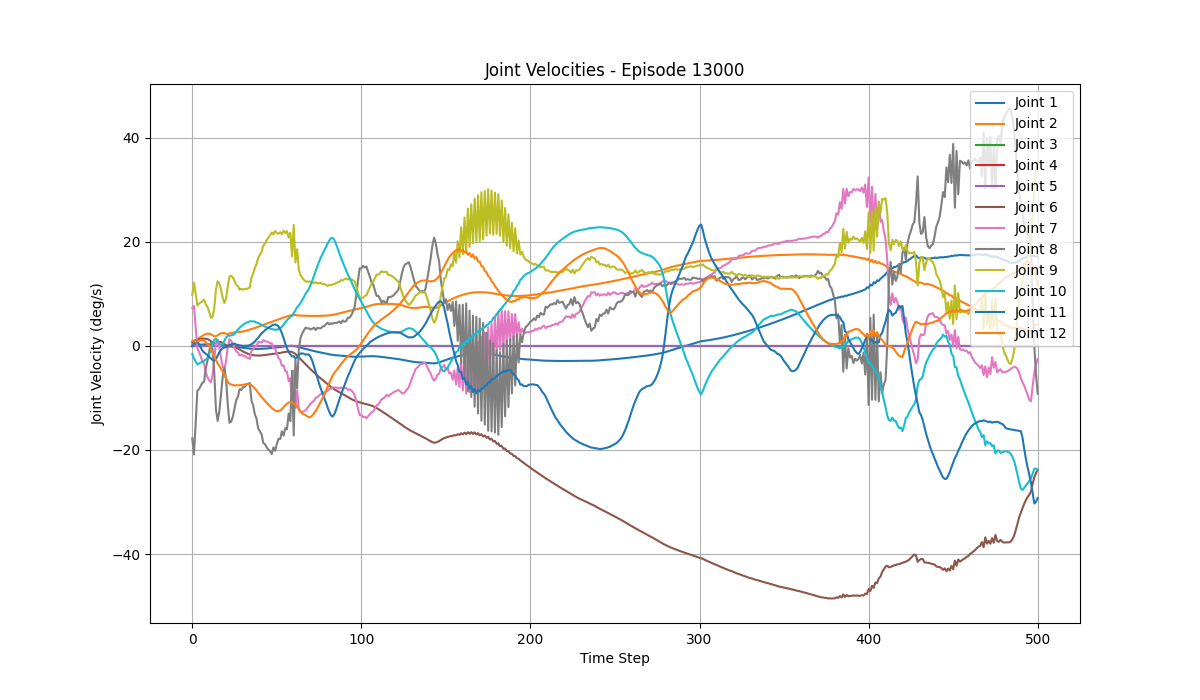 Joint Velocities - Episode 13000
Joint Velocity (deg/s)
40
20
0
−20
−40
0 100 200 300 400 500
Time Step
Joint 1
Joint 2
Joint 3
Joint 4
Joint 5
Joint 6
Joint 7
Joint 8
Joint 9
Joint 10
Joint 11
Joint 12